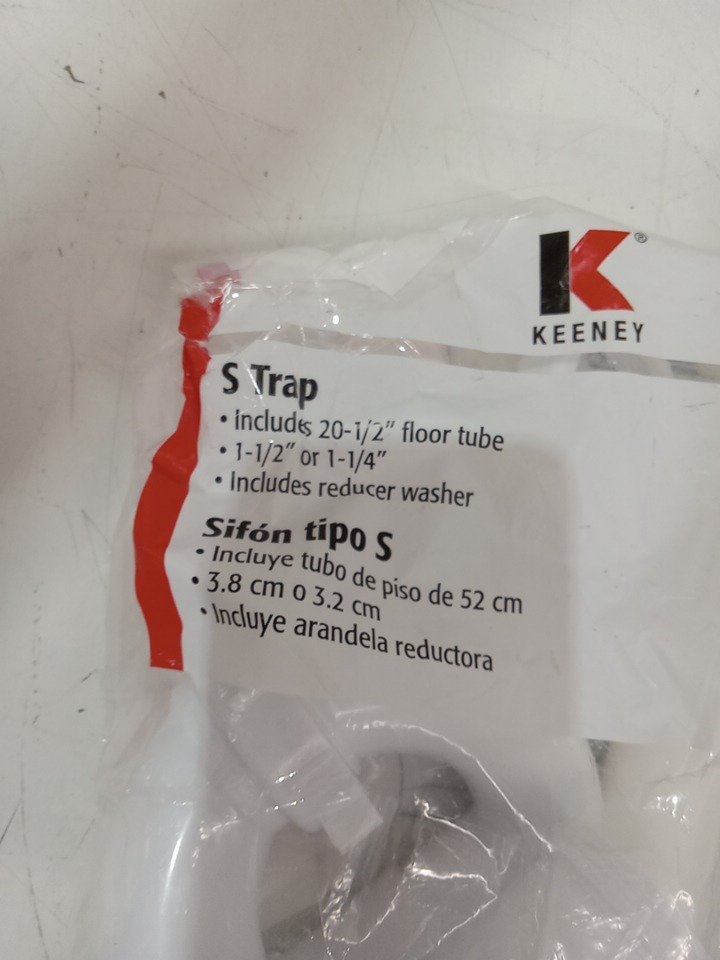 K®
KEENEY
S Trap
• Includes 20-1/2" floor tube
• 1-1/2" or 1-1/4"
• Includes reducer washer
Sifón tipo S
• Incluye tubo de piso de 52 cm
• 3.8 cm o 3.2 cm
• Incluye arandela reductora